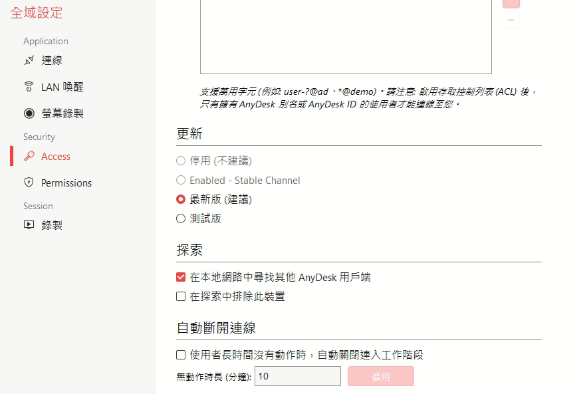 全域設定
Application
連線
LAN 喚醒
螢幕錄製
Security
Access
Permissions
Session
錄製
支援萬用字元 (例如: user-?@ad、*@demo)。請注意: 啟用存取控制列表 (ACL) 後，
只有擁有 AnyDesk 別名或 AnyDesk ID 的使用者才能連線至您。
更新
停用 (不建議)
Enabled - Stable Channel
最新版 (建議)
測試版
探索
在本地網路中尋找其他 AnyDesk 用戶端
在探索中排除此裝置
自動斷開連線
使用者長時間沒有動作時，自動關閉連入工作階段
無動作時長 (分鐘): 10 套用